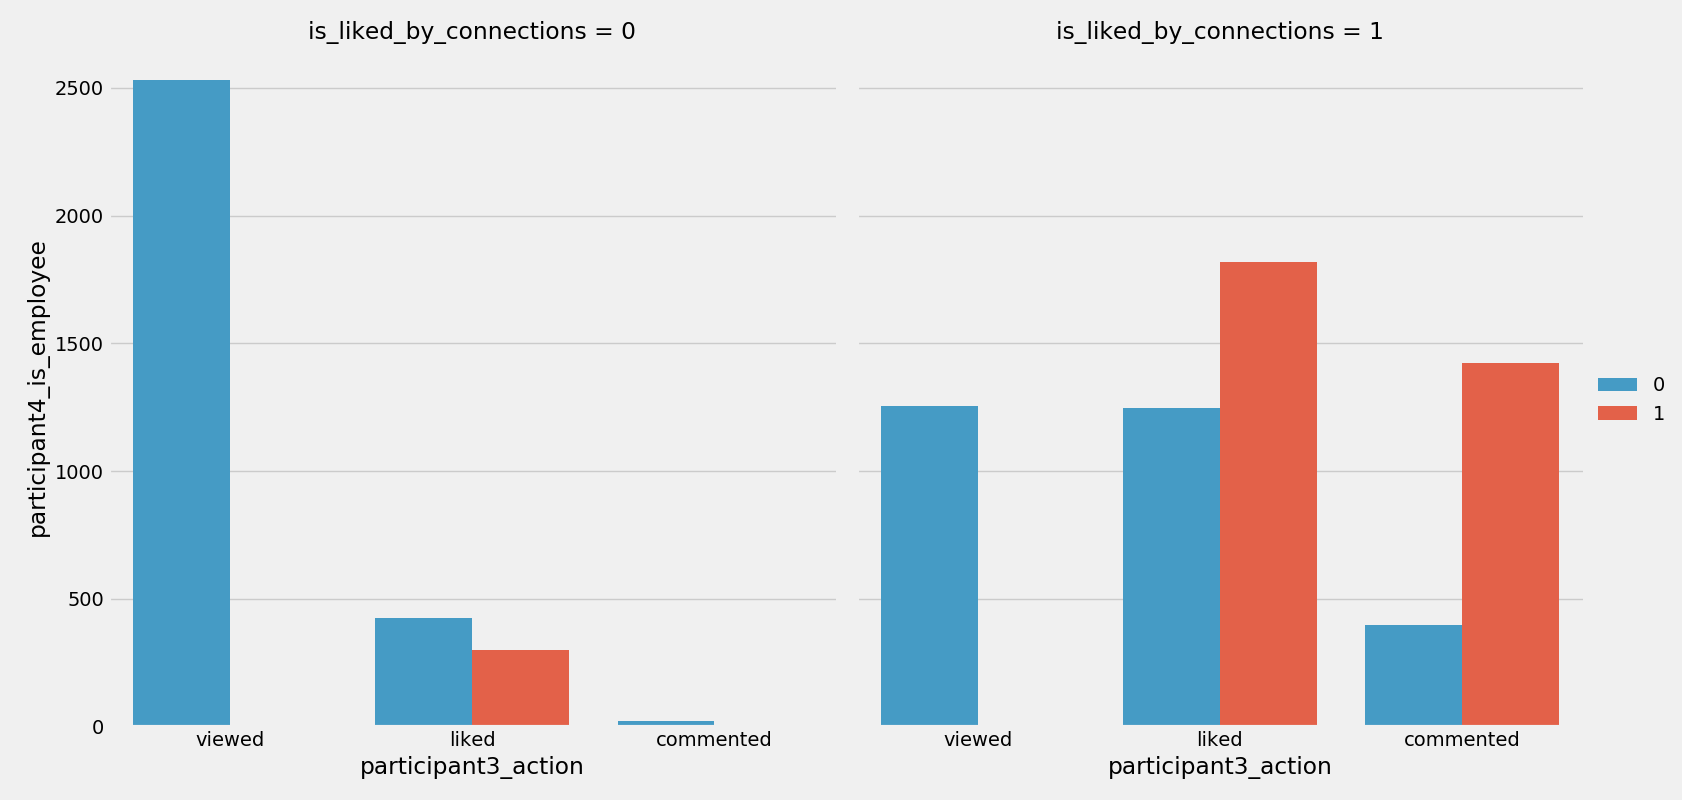 is_liked_by_connections = 0
is_liked_by_connections = 1
participant4_is_employee
2500
2000
1500
1000
500
0
viewed
liked
commented
participant3_action
viewed
liked
commented
participant3_action
0
1